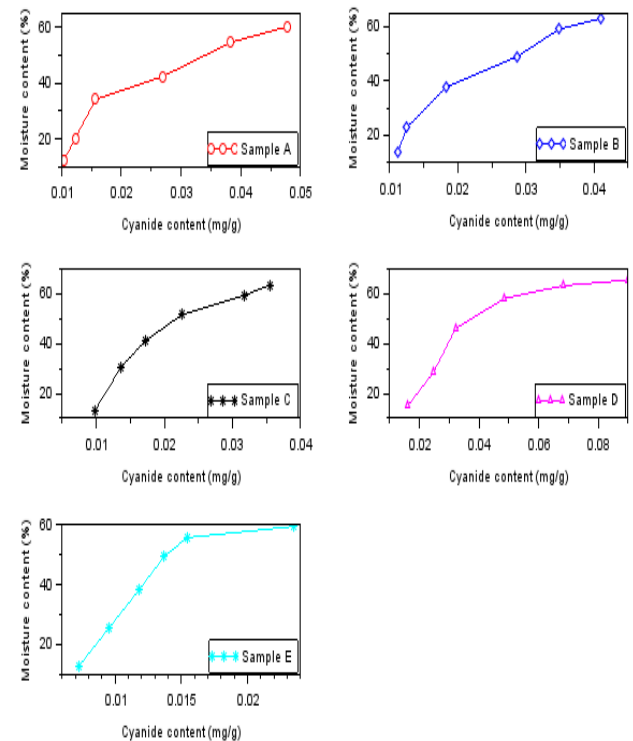 Moisture content (%)
60
40
20
Sample A
0.01
0.02
0.03
0.04
0.05
Cyanide content (mg/g)
Moisture content (%)
60
40
20
Sample B
0.01
0.02
0.03
0.04
Cyanide content (mg/g)
Moisture content (%)
60
40
20
Sample C
0.01
0.02
0.03
0.04
Cyanide content (mg/g)
Moisture content (%)
60
40
20
Sample D
0.02
0.04
0.06
0.08
Cyanide content (mg/g)
Moisture content (%)
60
40
20
Sample E
0.01
0.015
0.02
Cyanide content (mg/g)